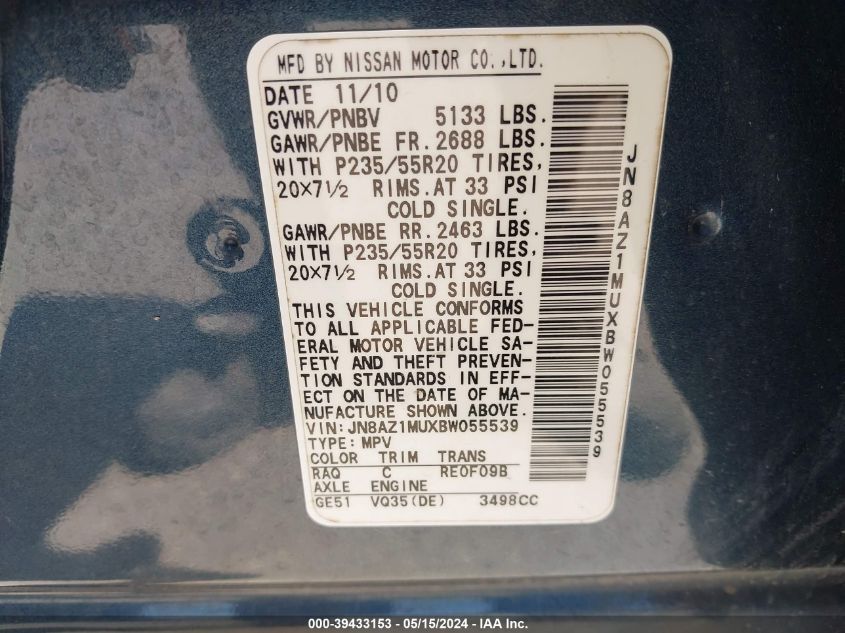 MFD BY NISSAN MOTOR CO.,LTD.
DATE 11/10
GVWR/PNBV 5133 LBS.
GAWR/PNBE FR.2688 LBS.
WITH P235/55R20 TIRES,
20×7½ RIMS.AT 33 PSI
COLD SINGLE.
GAWR/PNBE RR.2463 LBS.
WITH P235/55R20 TIRES,
20×7½ RIMS.AT 33 PSI
COLD SINGLE.
THIS VEHICLE CONFORMS
TO ALL APPLICABLE FED-
ERAL MOTOR VEHICLE SA-
FETY AND THEFT PREVEN-
TION STANDARDS IN EFF-
ECT ON THE DATE OF MA-
NUFACTURE SHOWN ABOVE.
VIN:JN8AZ1MUXBW055539
TYPE:MPV
COLOR TRIM TRANS
RAQ C RE0F09B
AXLE ENGINE
GE51 VQ35(DE) 3498CC
JN8AZ1MUXBW055539
000-39433153 - 05/15/2024 - IAA Inc.